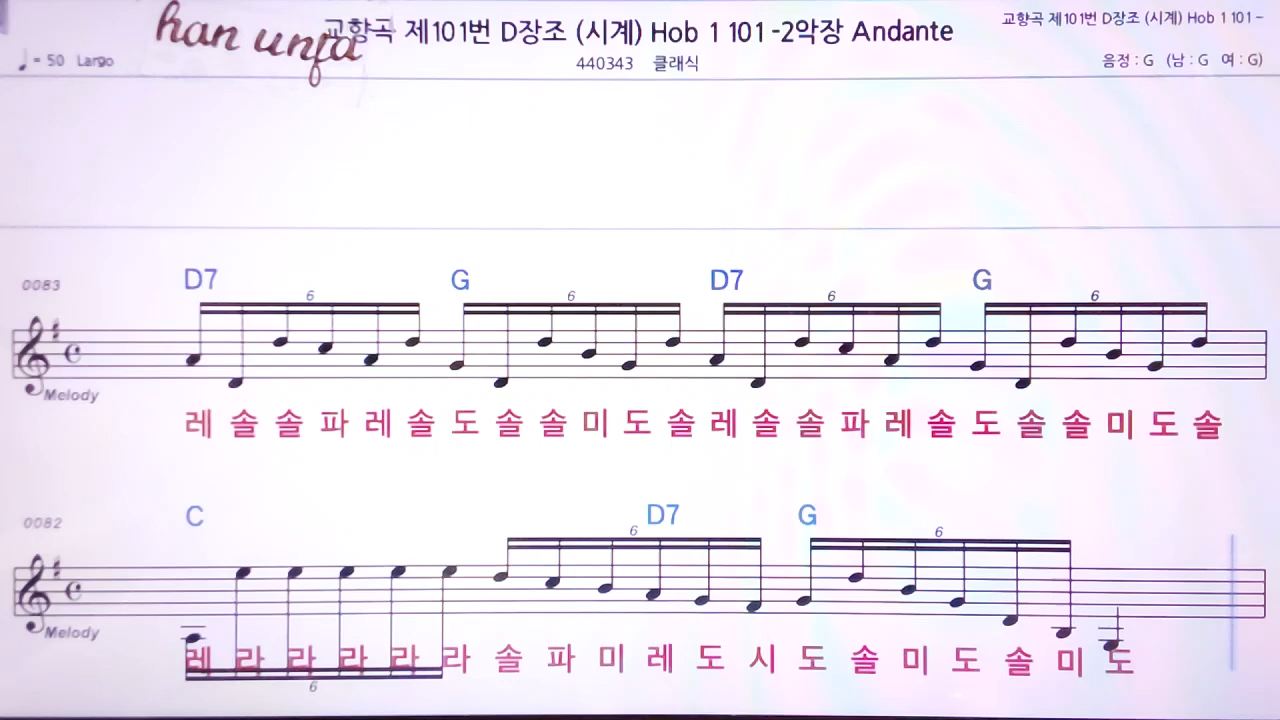 han unfa
교향곡 제101번 D장조 (시계) Hob 1 101 -2악장 Andante
교향곡 제101번 D장조 (시계) Hob 1 101 -
♩ = 50 Largo
440343 클래식
음정 : G (남 : G 여 : G)
0083
D7 G D7 G
6 6 6 6
Melody
레 솔 솔 파 레 솔 도 솔 솔 미 도 솔 레 솔 솔 파 레 솔 도 솔 솔 미 도 솔
0082
C D7 G
6 6
Melody
레 라 라 라 라 라 솔 파 미 레 도 시 도 솔 미 도 솔 미 도
6